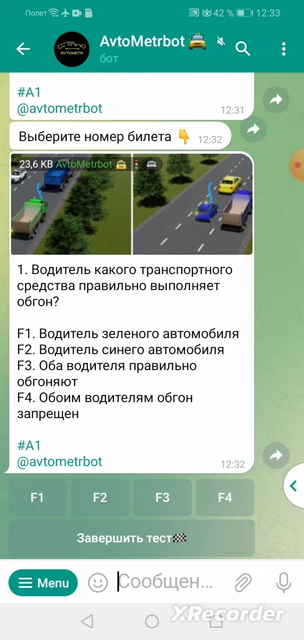 Полет
42 %
12:33
AvtoMetrbot 🚖
бот
AVTOMETR
#A1
@avtometrbot
12:31
Выберите номер билета 👇
12:32
23,6 KB AvtoMetrbot 🚖
1. Водитель какого транспортного
средства правильно выполняет
обгон?
F1. Водитель зеленого автомобиля
F2. Водитель синего автомобиля
F3. Оба водителя правильно
обгоняют
F4. Обоим водителям обгон
запрещен
#A1
@avtometrbot
12:32
F1
F2
F3
F4
Завершить тест🏁
Menu
Сообщен...
XRecorder